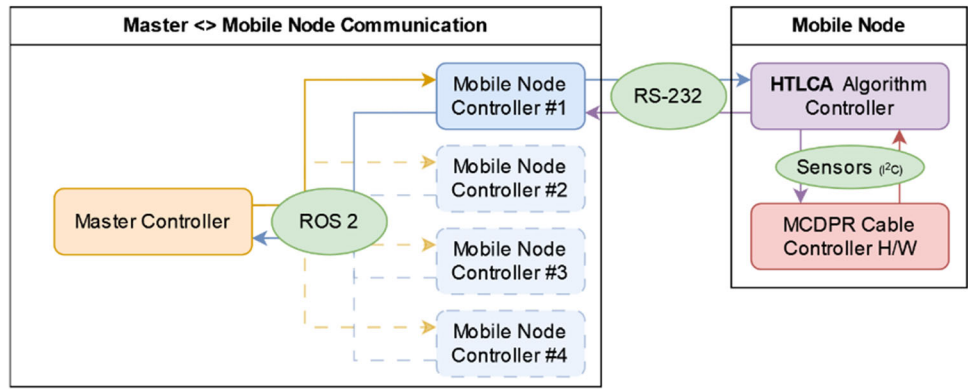 Master <> Mobile Node Communication
Mobile Node
Mobile Node
Controller #1
RS-232
HTLCA Algorithm
Controller
Mobile Node
Controller #2
Sensors (I²C)
Master Controller
ROS 2
MCDPR Cable
Controller H/W
Mobile Node
Controller #3
Mobile Node
Controller #4